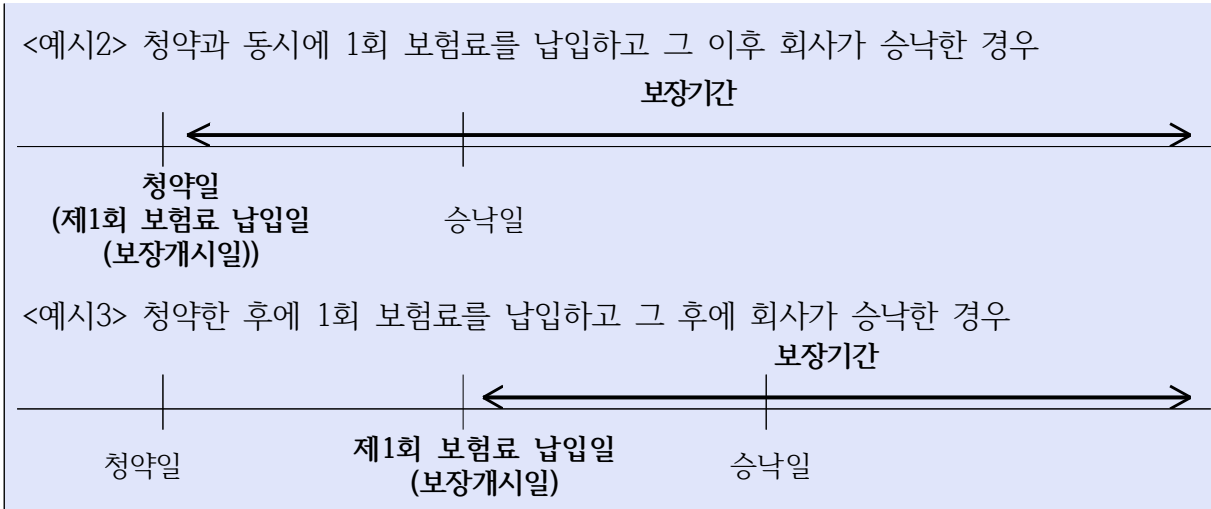 <예시2> 청약과 동시에 1회 보험료를 납입하고 그 이후 회사가 승낙한 경우
보장기간
청약일
(제1회 보험료 납입일
(보장개시일))
승낙일
<예시3> 청약한 후에 1회 보험료를 납입하고 그 후에 회사가 승낙한 경우
보장기간
청약일
제1회 보험료 납입일
(보장개시일)
승낙일